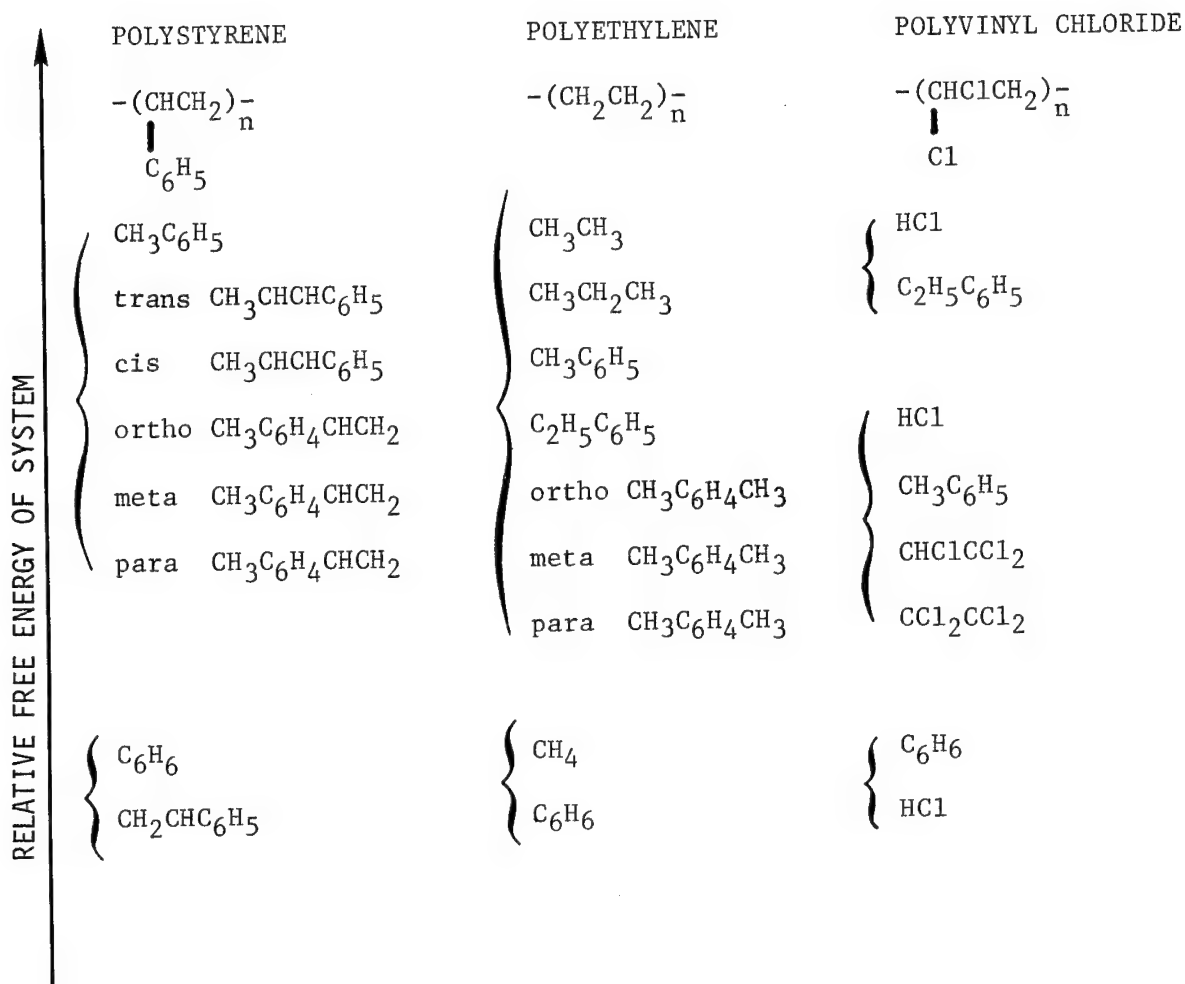 POLYSTYRENE
-(CHCH₂)-n
C₆H₅
CH₃C₆H₅
trans CH₃CHCHC₆H₅
cis CH₃CHCHC₆H₅
ortho CH₃C₆H₄CHCH₂
meta CH₃C₆H₄CHCH₂
para CH₃C₆H₄CHCH₂
C₆H₆
CH₂CHC₆H₅
POLYETHYLENE
-(CH₂CH₂)-n
CH₃CH₃
CH₃CH₂CH₃
CH₃C₆H₅
C₂H₅C₆H₅
ortho CH₃C₆H₄CH₃
meta CH₃C₆H₄CH₃
para CH₃C₆H₄CH₃
CH₄
C₆H₆
POLYVINYL CHLORIDE
-(CHClCH₂)-n
Cl
HCl
C₂H₅C₆H₅
HCl
CH₃C₆H₅
CHClCCl₂
CCl₂CCl₂
C₆H₆
HCl
RELATIVE FREE ENERGY OF SYSTEM